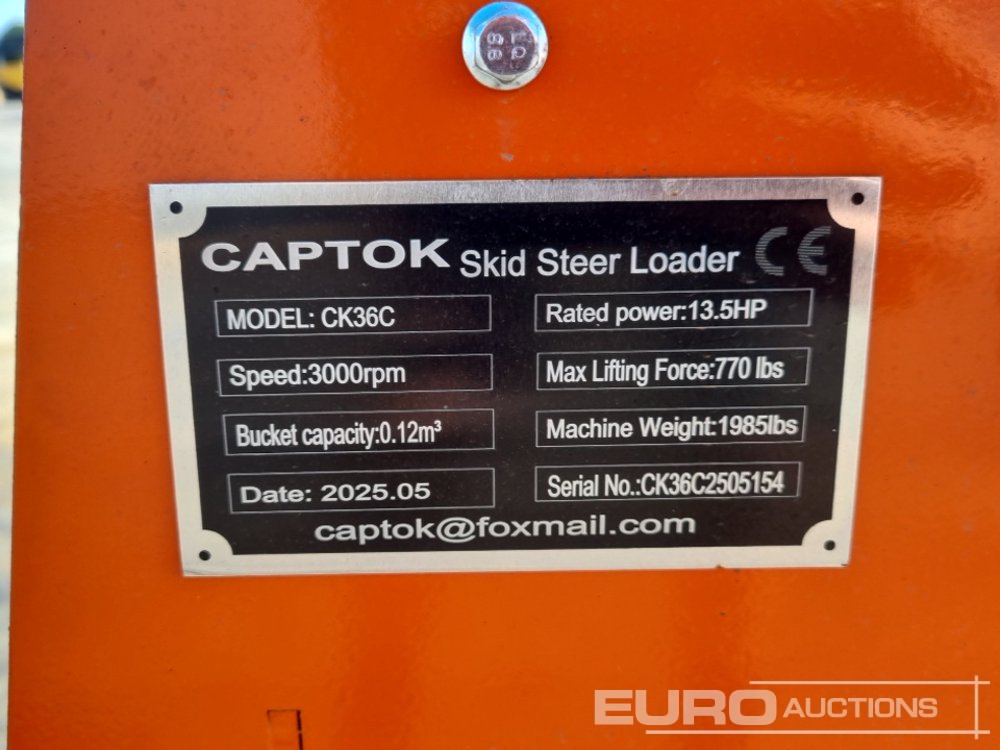 CAPTOK Skid Steer Loader CE
MODEL: CK36C
Rated power:13.5HP
Speed:3000rpm
Max Lifting Force:770 lbs
Bucket capacity:0.12m³
Machine Weight:1985lbs
Date: 2025.05
Serial No.:CK36C2505154
captok@foxmail.com
EURO AUCTIONS